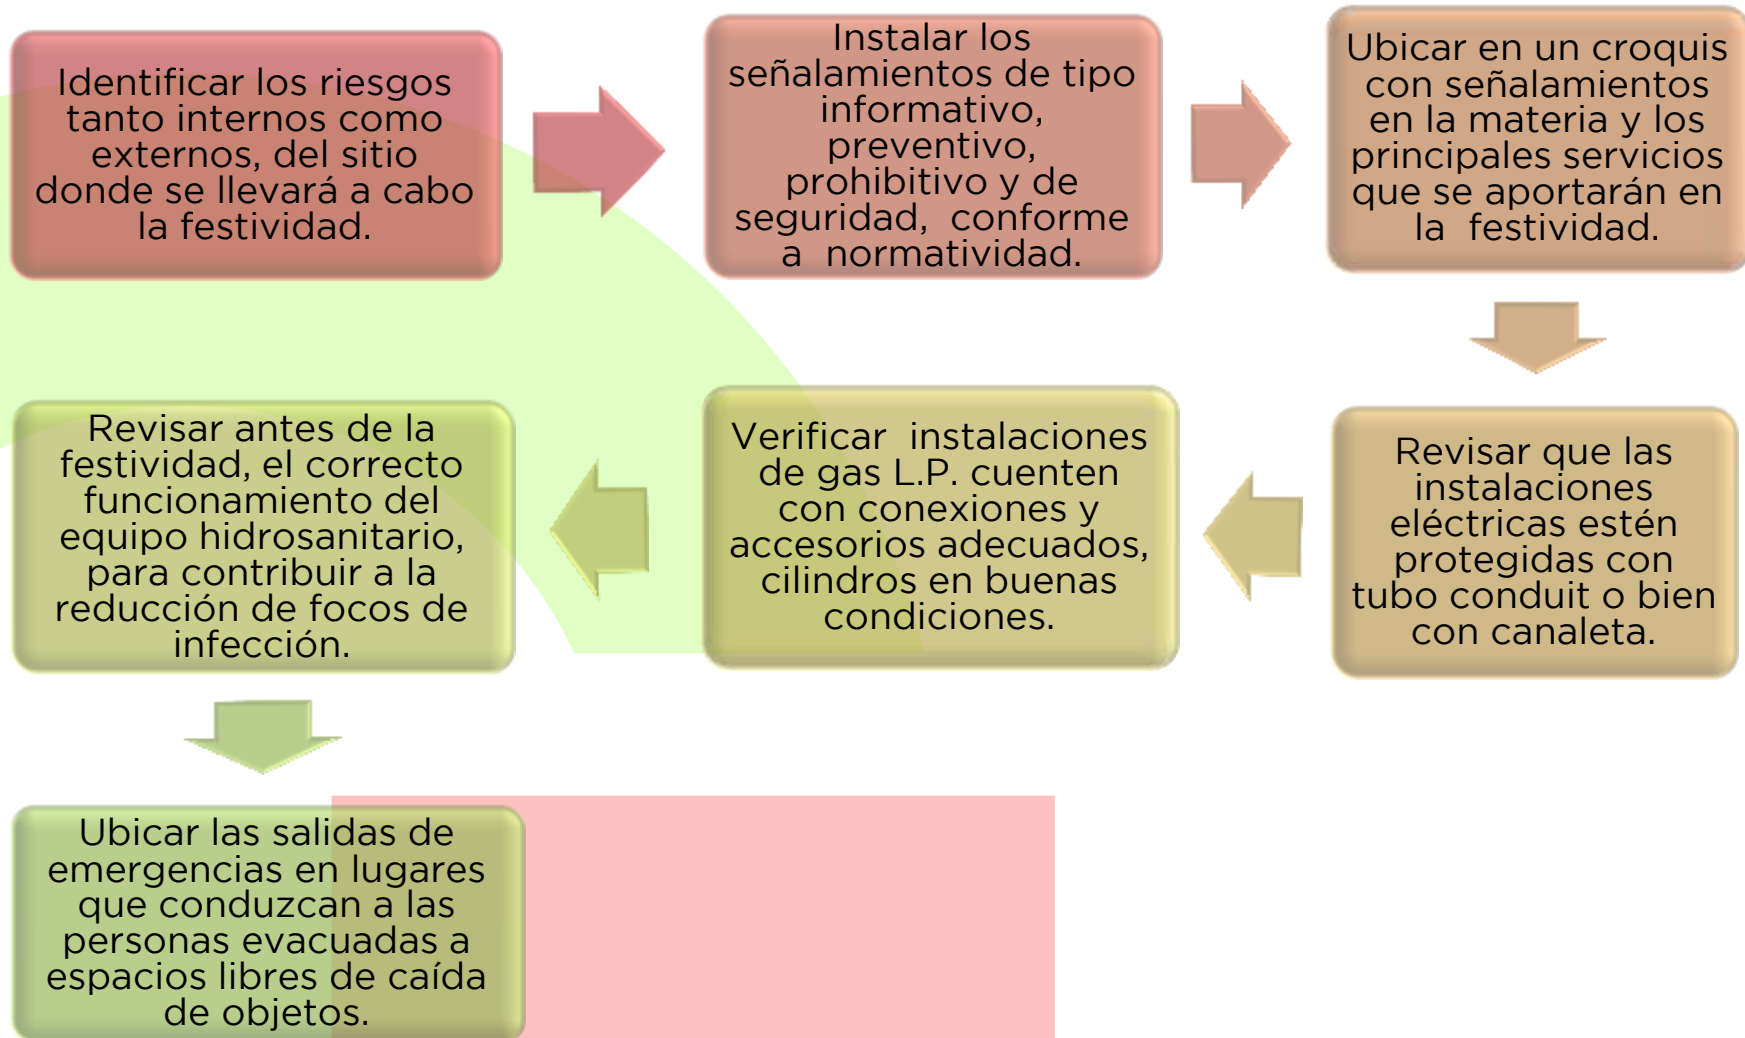 Identificar los riesgos
tanto internos como
externos, del sitio
donde se llevará a cabo
la festividad.
Instalar los
señalamientos de tipo
informativo,
preventivo,
prohibitivo y de
seguridad, conforme
a normatividad.
Ubicar en un croquis
con señalamientos
en la materia y los
principales servicios
que se aportarán en
la festividad.
Revisar que las
instalaciones
eléctricas estén
protegidas con
tubo conduit o bien
con canaleta.
Verificar instalaciones
de gas L.P. cuenten
con conexiones y
accesorios adecuados,
cilindros en buenas
condiciones.
Revisar antes de la
festividad, el correcto
funcionamiento del
equipo hidrosanitario,
para contribuir a la
reducción de focos de
infección.
Ubicar las salidas de
emergencias en lugares
que conduzcan a las
personas evacuadas a
espacios libres de caída
de objetos.